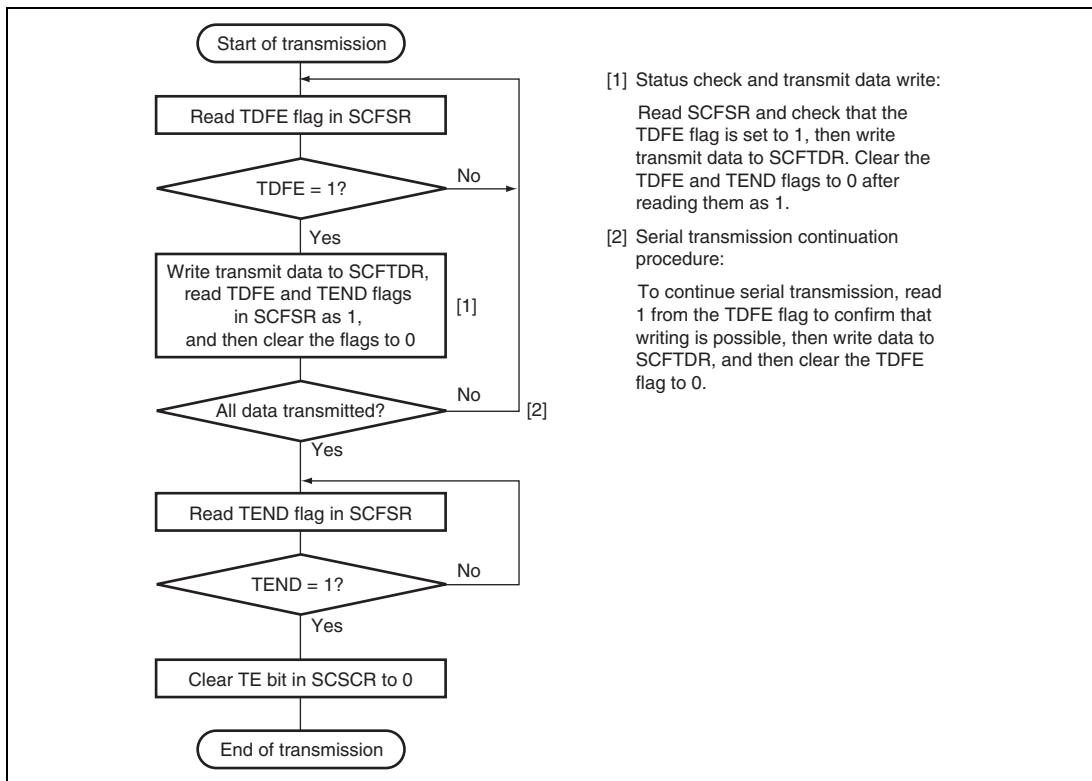 Start of transmission
Read TDFE flag in SCFSR
TDFE = 1?
No
Yes
Write transmit data to SCFTDR,
read TDFE and TEND flags
in SCFSR as 1,
and then clear the flags to 0
[1]
All data transmitted?
No
[2]
Yes
Read TEND flag in SCFSR
TEND = 1?
No
Yes
Clear TE bit in SCSCR to 0
End of transmission
[1] Status check and transmit data write:
Read SCFSR and check that the
TDFE flag is set to 1, then write
transmit data to SCFTDR. Clear the
TDFE and TEND flags to 0 after
reading them as 1.
[2] Serial transmission continuation
procedure:
To continue serial transmission, read
1 from the TDFE flag to confirm that
writing is possible, then write data to
SCFTDR, and then clear the TDFE
flag to 0.